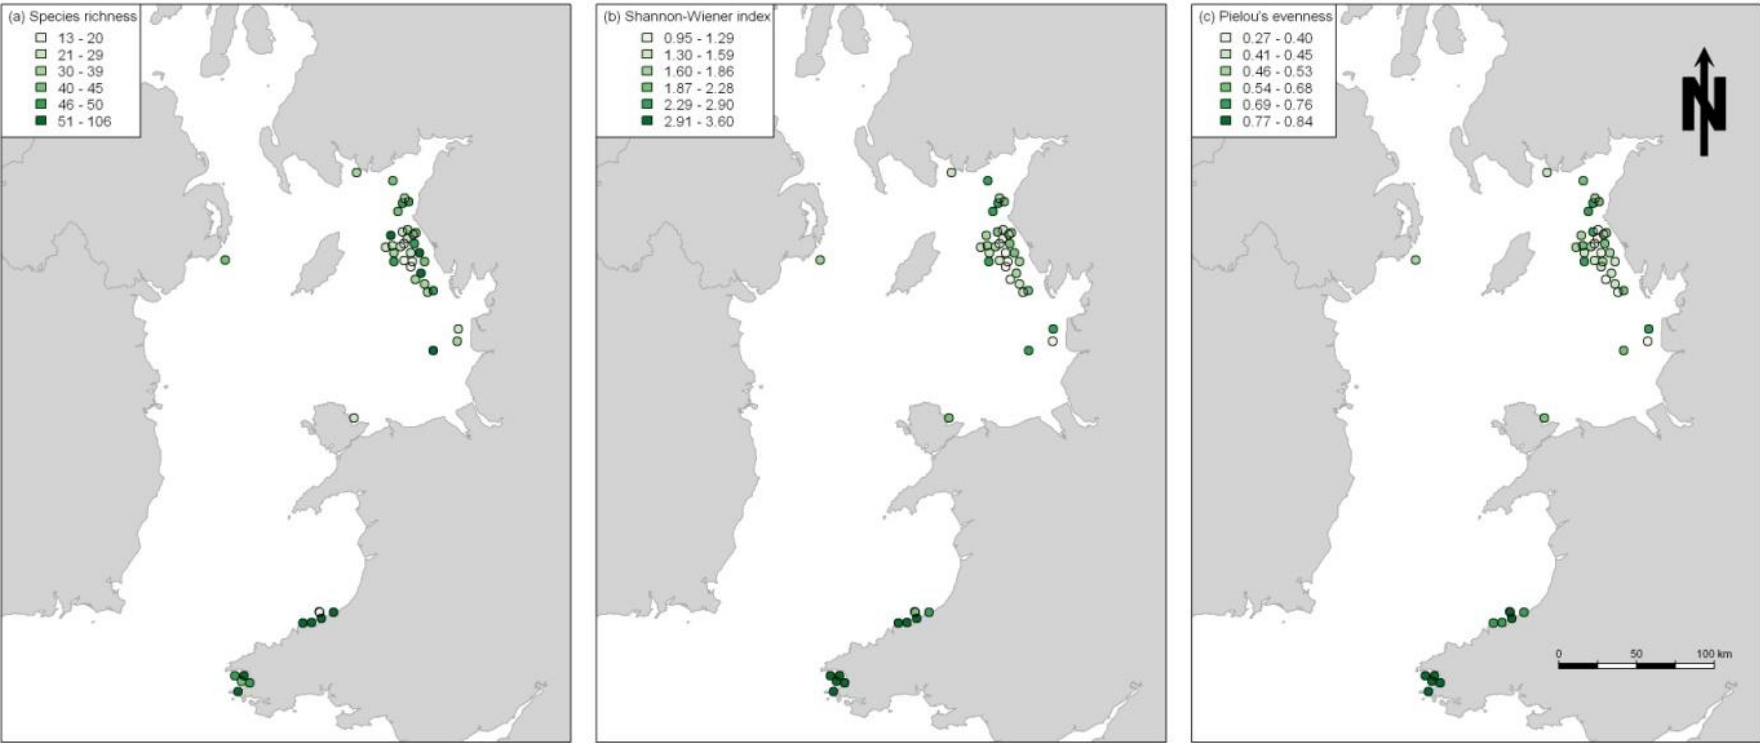 (a) Species richness
13 - 20
21 - 29
30 - 39
40 - 45
46 - 50
51 - 106
(b) Shannon-Wiener index
0.95 - 1.29
1.30 - 1.59
1.60 - 1.86
1.87 - 2.28
2.29 - 2.90
2.91 - 3.60
(c) Pielou's evenness
0.27 - 0.40
0.41 - 0.45
0.46 - 0.53
0.54 - 0.68
0.69 - 0.76
0.77 - 0.84
N
0 50 100 km